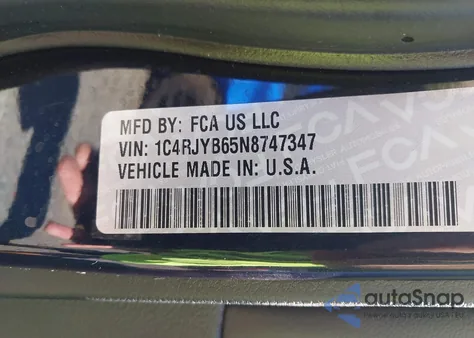 MFD BY: FCA US LLC
VIN: 1C4RJYB65N8747347
VEHICLE MADE IN: U.S.A.
autoSnap